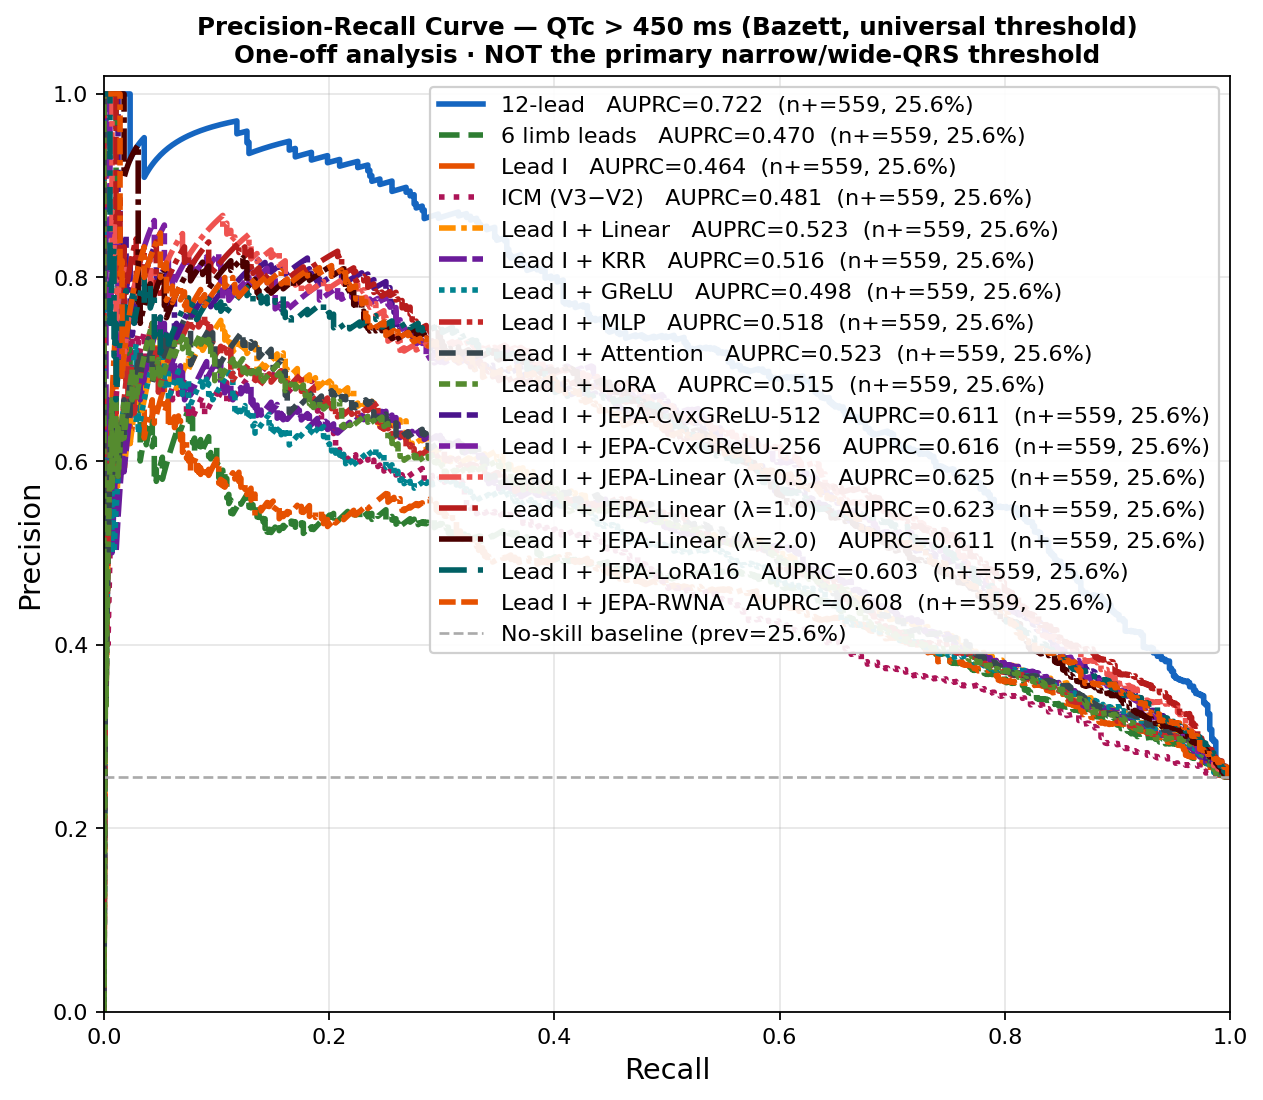 Precision-Recall Curve — QTc > 450 ms (Bazett, universal threshold)
One-off analysis · NOT the primary narrow/wide-QRS threshold
Precision
1.0
0.8
0.6
0.4
0.2
0.0
12-lead AUPRC=0.722 (n+=559, 25.6%)
6 limb leads AUPRC=0.470 (n+=559, 25.6%)
Lead I AUPRC=0.464 (n+=559, 25.6%)
ICM (V3−V2) AUPRC=0.481 (n+=559, 25.6%)
Lead I + Linear AUPRC=0.523 (n+=559, 25.6%)
Lead I + KRR AUPRC=0.516 (n+=559, 25.6%)
Lead I + GReLU AUPRC=0.498 (n+=559, 25.6%)
Lead I + MLP AUPRC=0.518 (n+=559, 25.6%)
Lead I + Attention AUPRC=0.523 (n+=559, 25.6%)
Lead I + LoRA AUPRC=0.515 (n+=559, 25.6%)
Lead I + JEPA-CvxGReLU-512 AUPRC=0.611 (n+=559, 25.6%)
Lead I + JEPA-CvxGReLU-256 AUPRC=0.616 (n+=559, 25.6%)
Lead I + JEPA-Linear (λ=0.5) AUPRC=0.625 (n+=559, 25.6%)
Lead I + JEPA-Linear (λ=1.0) AUPRC=0.623 (n+=559, 25.6%)
Lead I + JEPA-Linear (λ=2.0) AUPRC=0.611 (n+=559, 25.6%)
Lead I + JEPA-LoRA16 AUPRC=0.603 (n+=559, 25.6%)
Lead I + JEPA-RWNA AUPRC=0.608 (n+=559, 25.6%)
No-skill baseline (prev=25.6%)
0.0 0.2 0.4 0.6 0.8 1.0
Recall